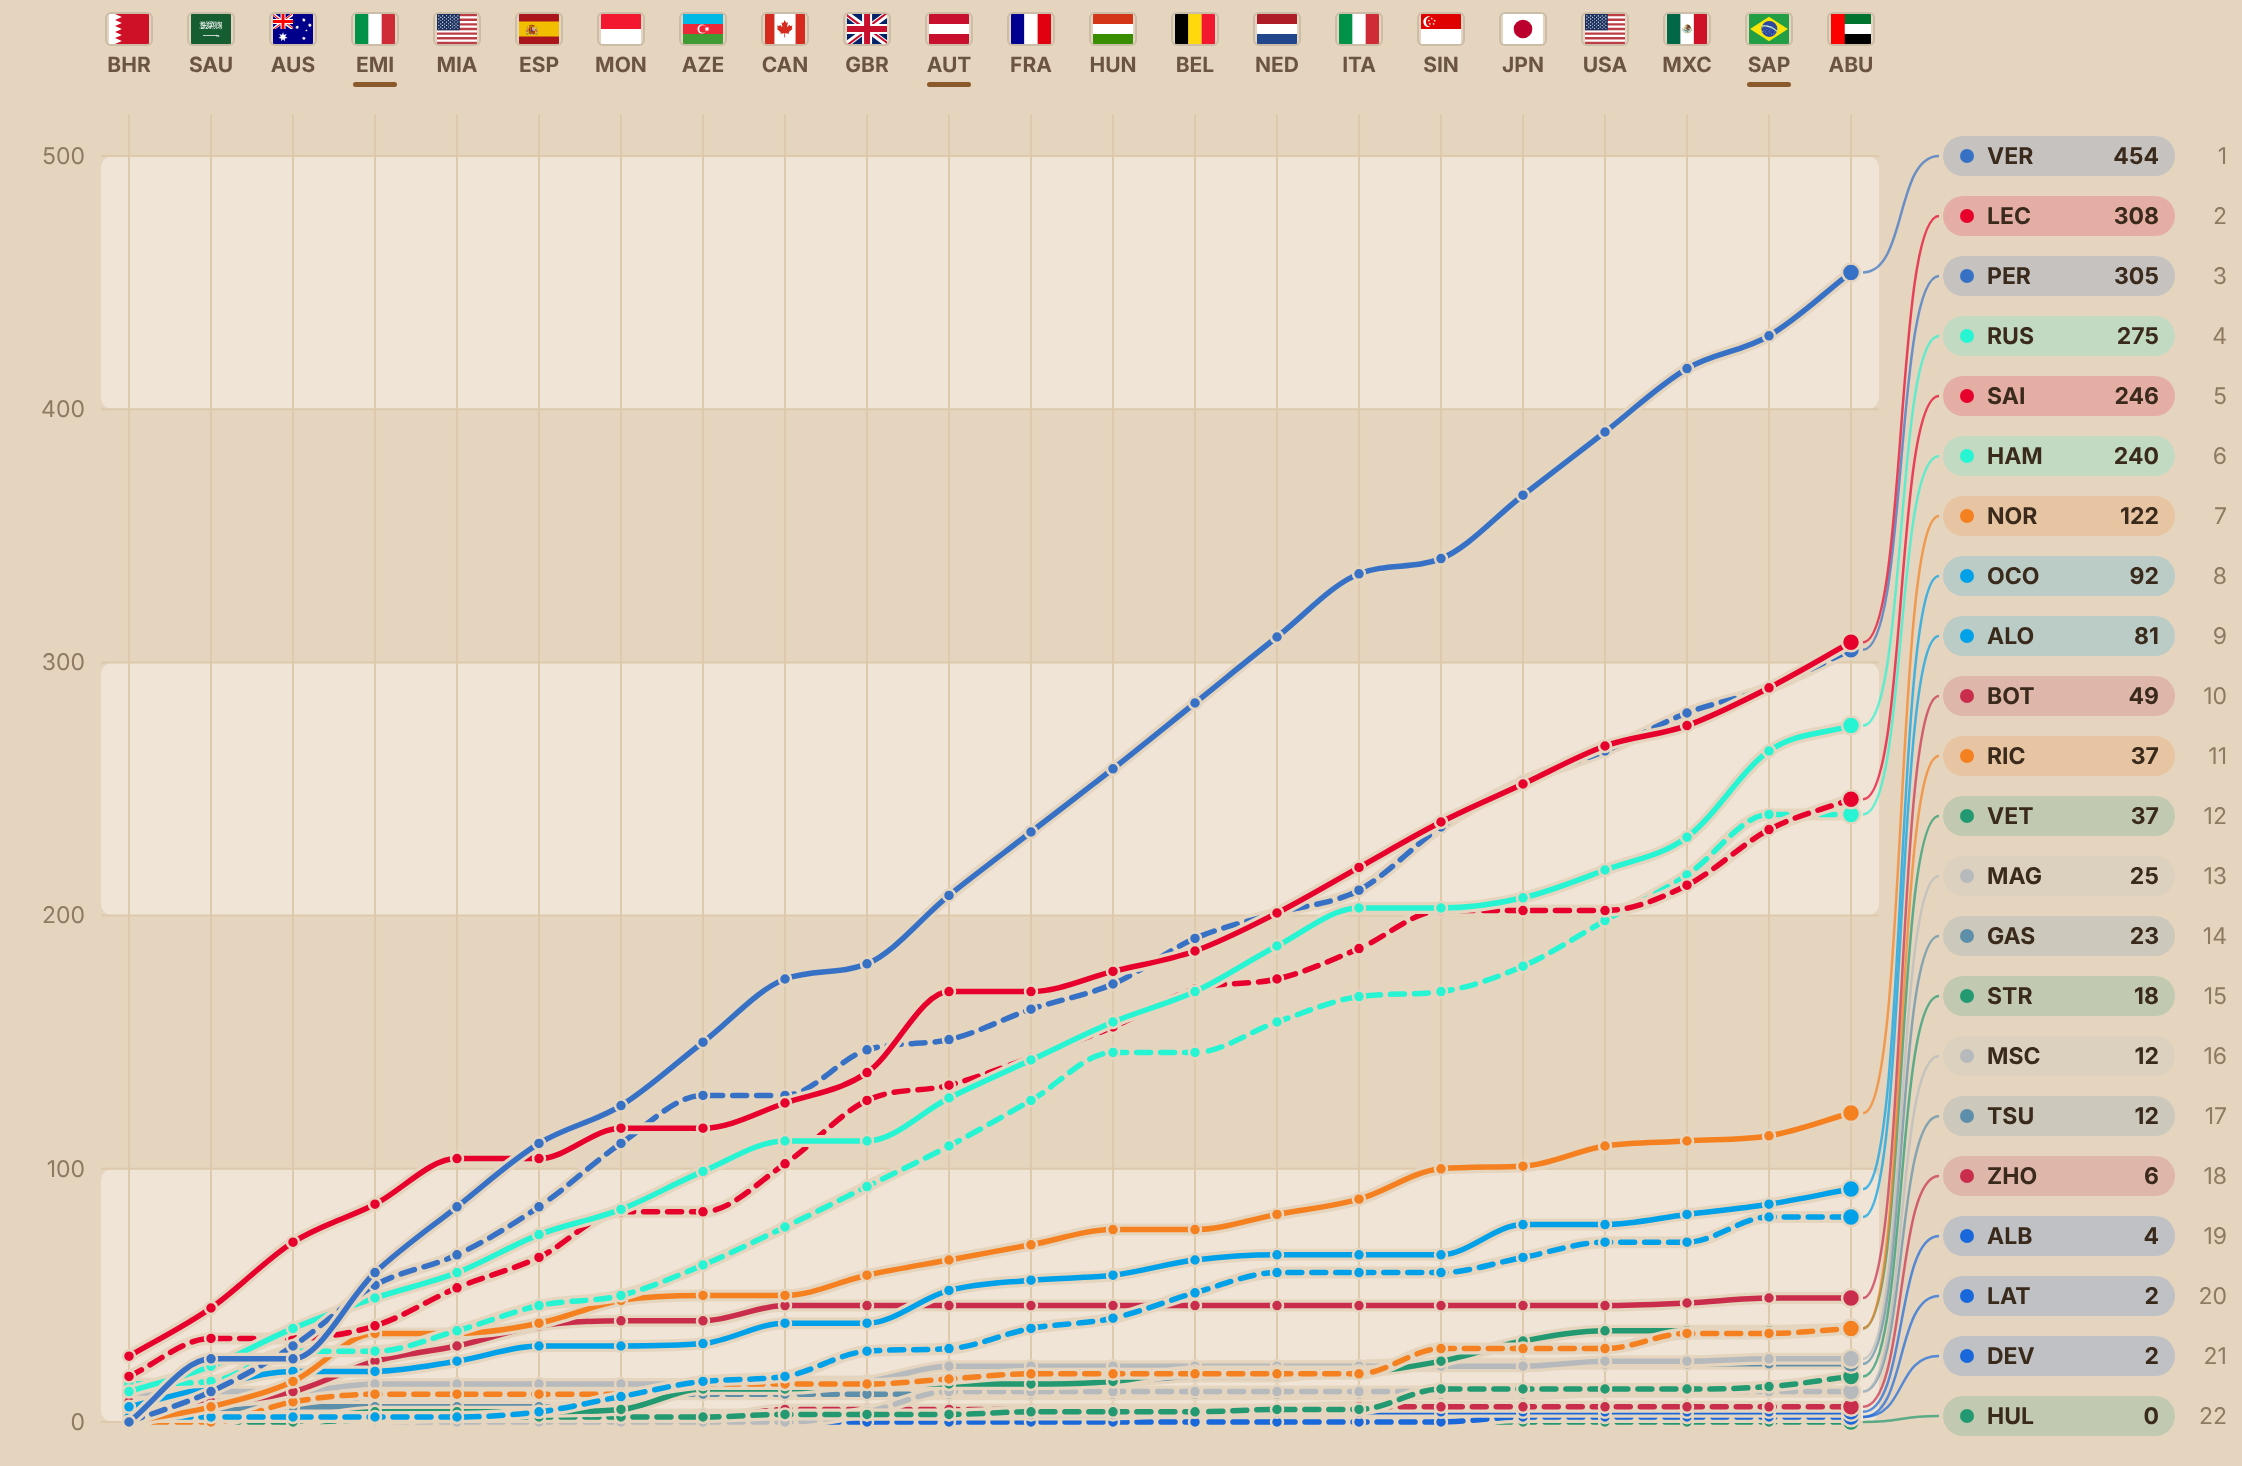 BHR SAU AUS EMI MIA ESP MON AZE CAN GBR AUT FRA HUN BEL NED ITA SIN JPN USA MXC SAP ABU
500
400
300
200
100
0
VER 454 1
LEC 308 2
PER 305 3
RUS 275 4
SAI 246 5
HAM 240 6
NOR 122 7
OCO 92 8
ALO 81 9
BOT 49 10
RIC 37 11
VET 37 12
MAG 25 13
GAS 23 14
STR 18 15
MSC 12 16
TSU 12 17
ZHO 6 18
ALB 4 19
LAT 2 20
DEV 2 21
HUL 0 22